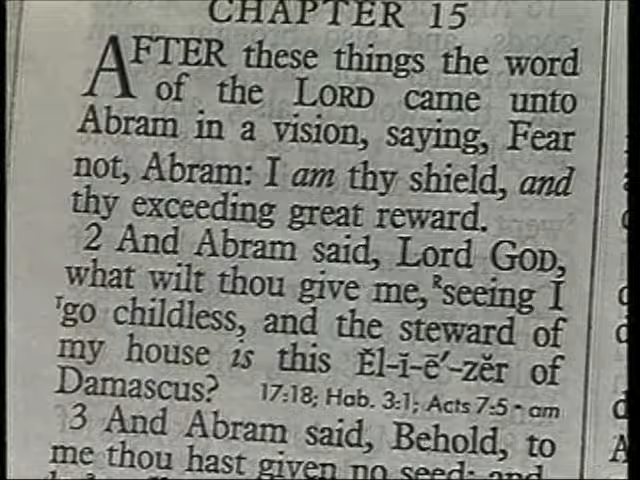 CHAPTER 15
AFTER these things the word
of the LORD came unto
Abram in a vision, saying, Fear
not, Abram: I am thy shield, and
thy exceeding great reward.
2 And Abram said, Lord GOD,
what wilt thou give me, ᴿseeing I
ᵀgo childless, and the steward of
my house is this Ĕl-ĭ-ē′-zĕr of
Damascus? 17:18; Hab. 3:1; Acts 7:5 - am
3 And Abram said, Behold, to
me thou hast given no seed: and